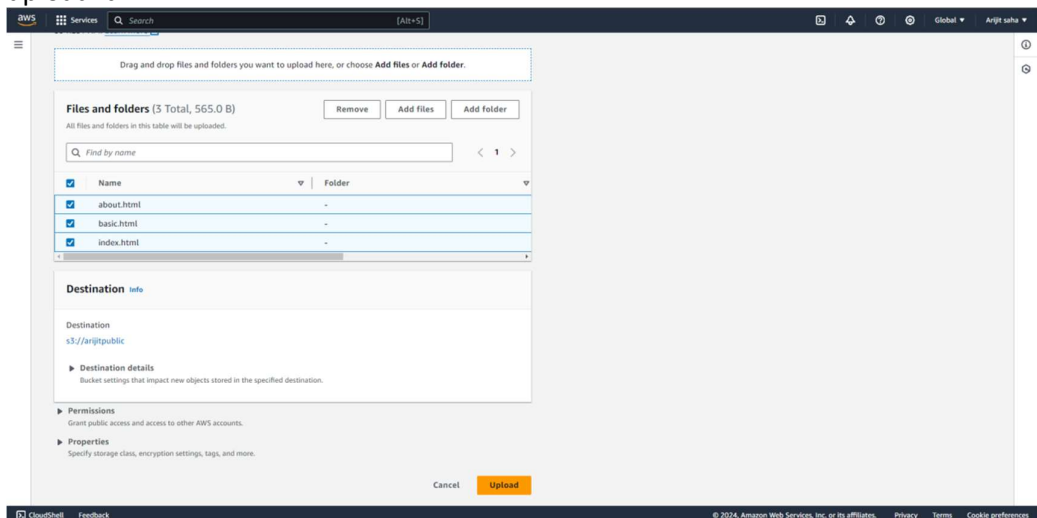 aws Services Search [Alt+S] Global Arijit saha
Drag and drop files and folders you want to upload here, or choose Add files or Add folder.
Files and folders (3 Total, 565.0 B) Remove Add files Add folder
All files and folders in this table will be uploaded.
Find by name 1
Name Folder
about.html -
basic.html -
index.html -
Destination Info
Destination
s3://arijitpublic
Destination details
Bucket settings that impact new objects stored in the specified destination.
Permissions
Grant public access and access to other AWS accounts.
Properties
Specify storage class, encryption settings, tags, and more.
Cancel Upload
CloudShell Feedback © 2024, Amazon Web Services, Inc. or its affiliates. Privacy Terms Cookie preferences